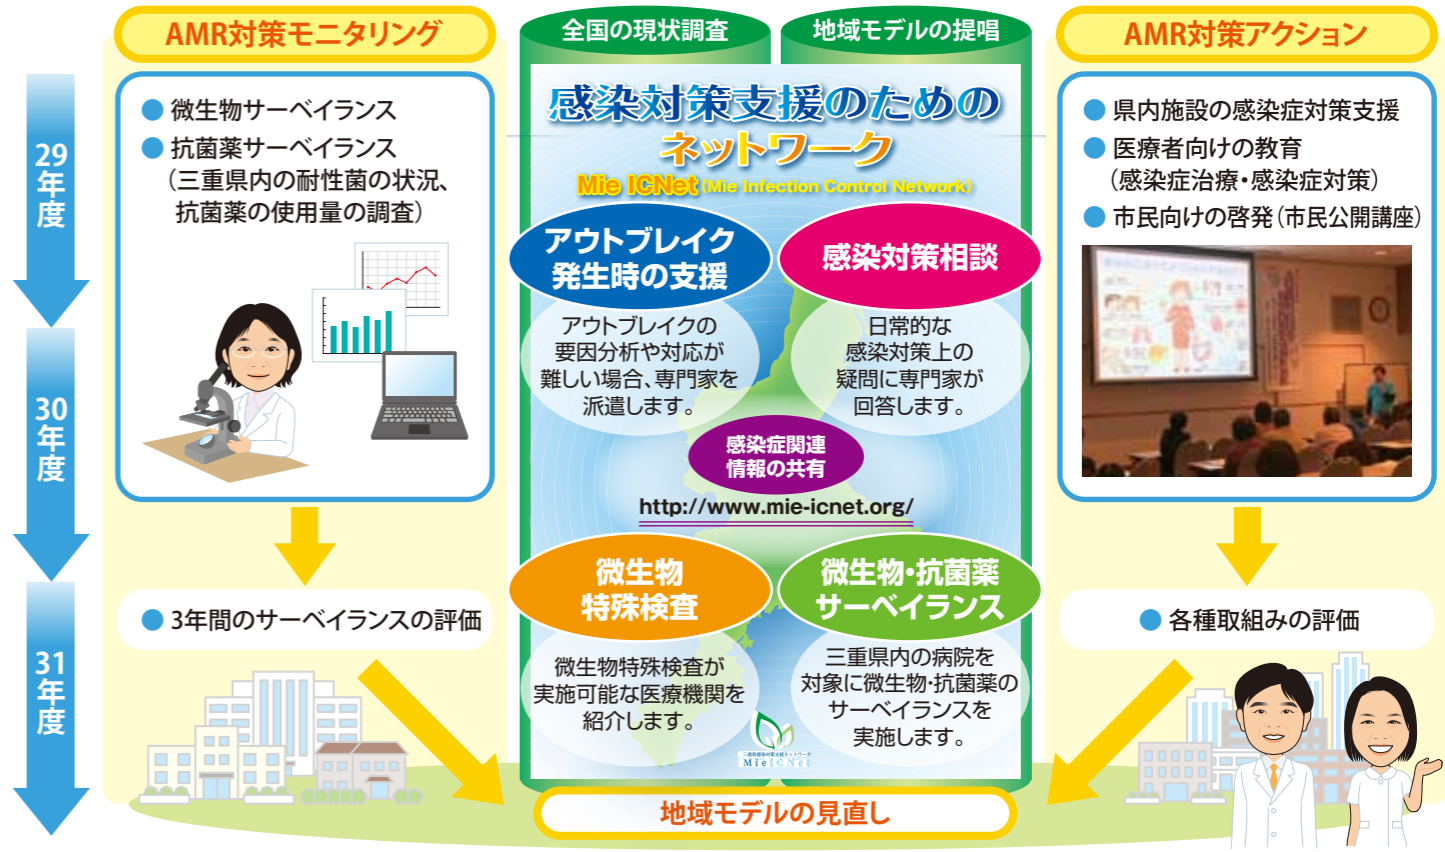 AMR対策モニタリング
全国の現状調査
地域モデルの提唱
AMR対策アクション
29年度
30年度
31年度
● 微生物サーベイランス
● 抗菌薬サーベイランス
（三重県内の耐性菌の状況、
抗菌薬の使用量の調査）
● 3年間のサーベイランスの評価
感染対策支援のための
ネットワーク
Mie ICNet (Mie Infection Control Network)
アウトブレイク
発生時の支援
アウトブレイクの
要因分析や対応が
難しい場合、専門家を
派遣します。
感染対策相談
日常的な
感染対策上の
疑問に専門家が
回答します。
感染症関連
情報の共有
http://www.mie-icnet.org/
微生物
特殊検査
微生物特殊検査が
実施可能な医療機関を
紹介します。
微生物・抗菌薬
サーベイランス
三重県内の病院を
対象に微生物・抗菌薬の
サーベイランスを
実施します。
三重県感染対策支援ネットワーク
MieICNet
● 県内施設の感染症対策支援
● 医療者向けの教育
（感染症治療・感染症対策）
● 市民向けの啓発（市民公開講座）
● 各種取組みの評価
地域モデルの見直し